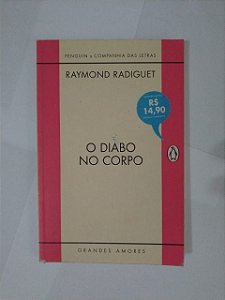 PENGUIN & COMPANHIA DAS LETRAS
RAYMOND RADIGUET
R$
14,90
O DIABO
NO CORPO
GRANDES AMORES